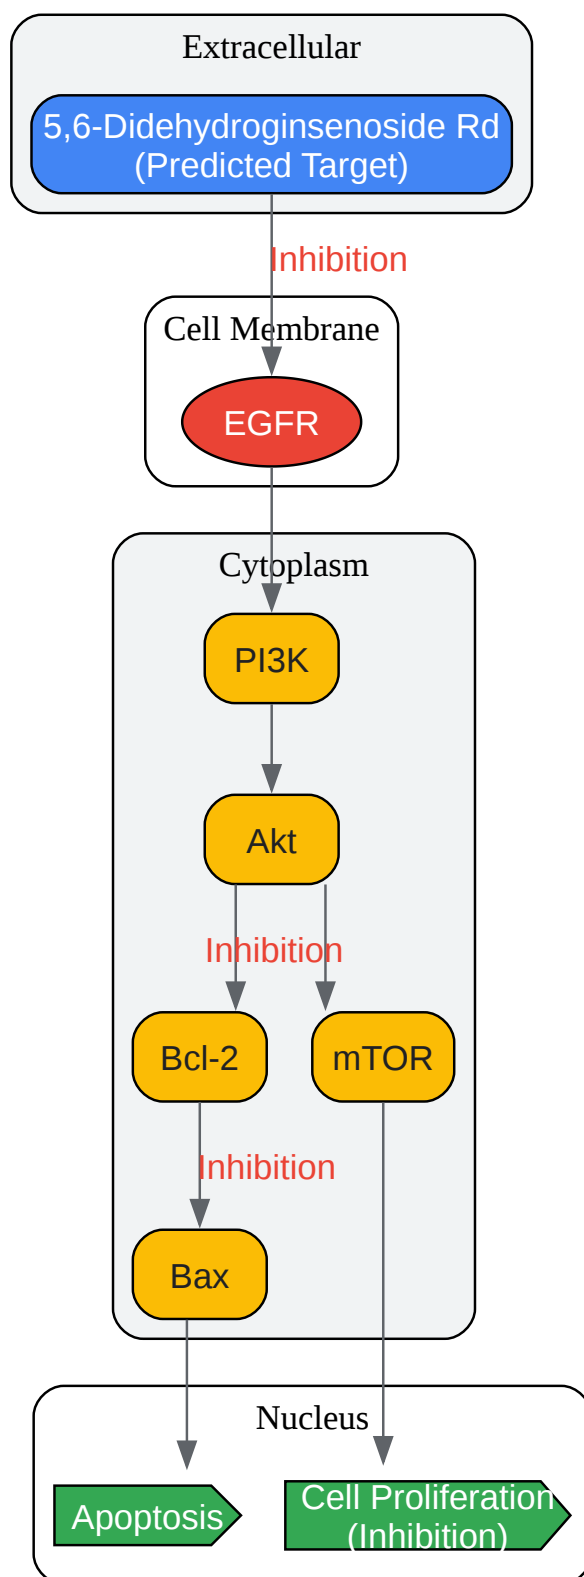 Extracellular
5,6-Didehydroginsenoside Rd
(Predicted Target)
Inhibition
Cell Membrane
EGFR
Cytoplasm
PI3K
Akt
Inhibition
Bcl-2
mTOR
Inhibition
Bax
Nucleus
Apoptosis
Cell Proliferation
(Inhibition)